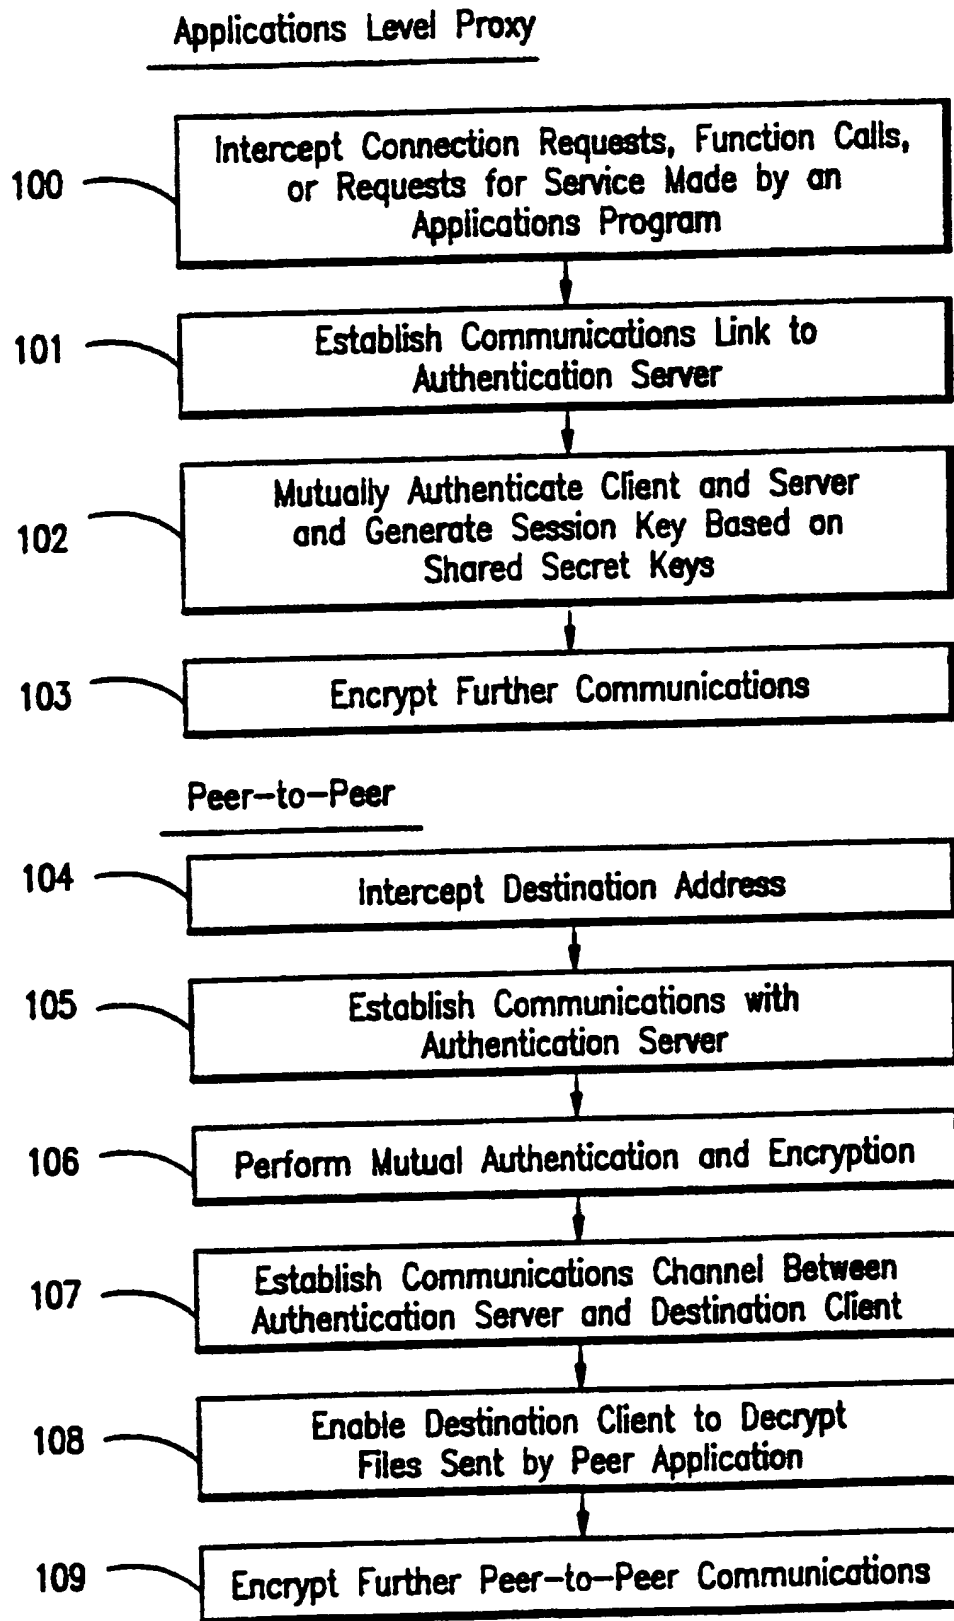 Applications Level Proxy
100
Intercept Connection Requests, Function Calls,
or Requests for Service Made by an
Applications Program
101
Establish Communications Link to
Authentication Server
102
Mutually Authenticate Client and Server
and Generate Session Key Based on
Shared Secret Keys
103
Encrypt Further Communications
Peer-to-Peer
104
Intercept Destination Address
105
Establish Communications with
Authentication Server
106
Perform Mutual Authentication and Encryption
107
Establish Communications Channel Between
Authentication Server and Destination Client
108
Enable Destination Client to Decrypt
Files Sent by Peer Application
109
Encrypt Further Peer-to-Peer Communications